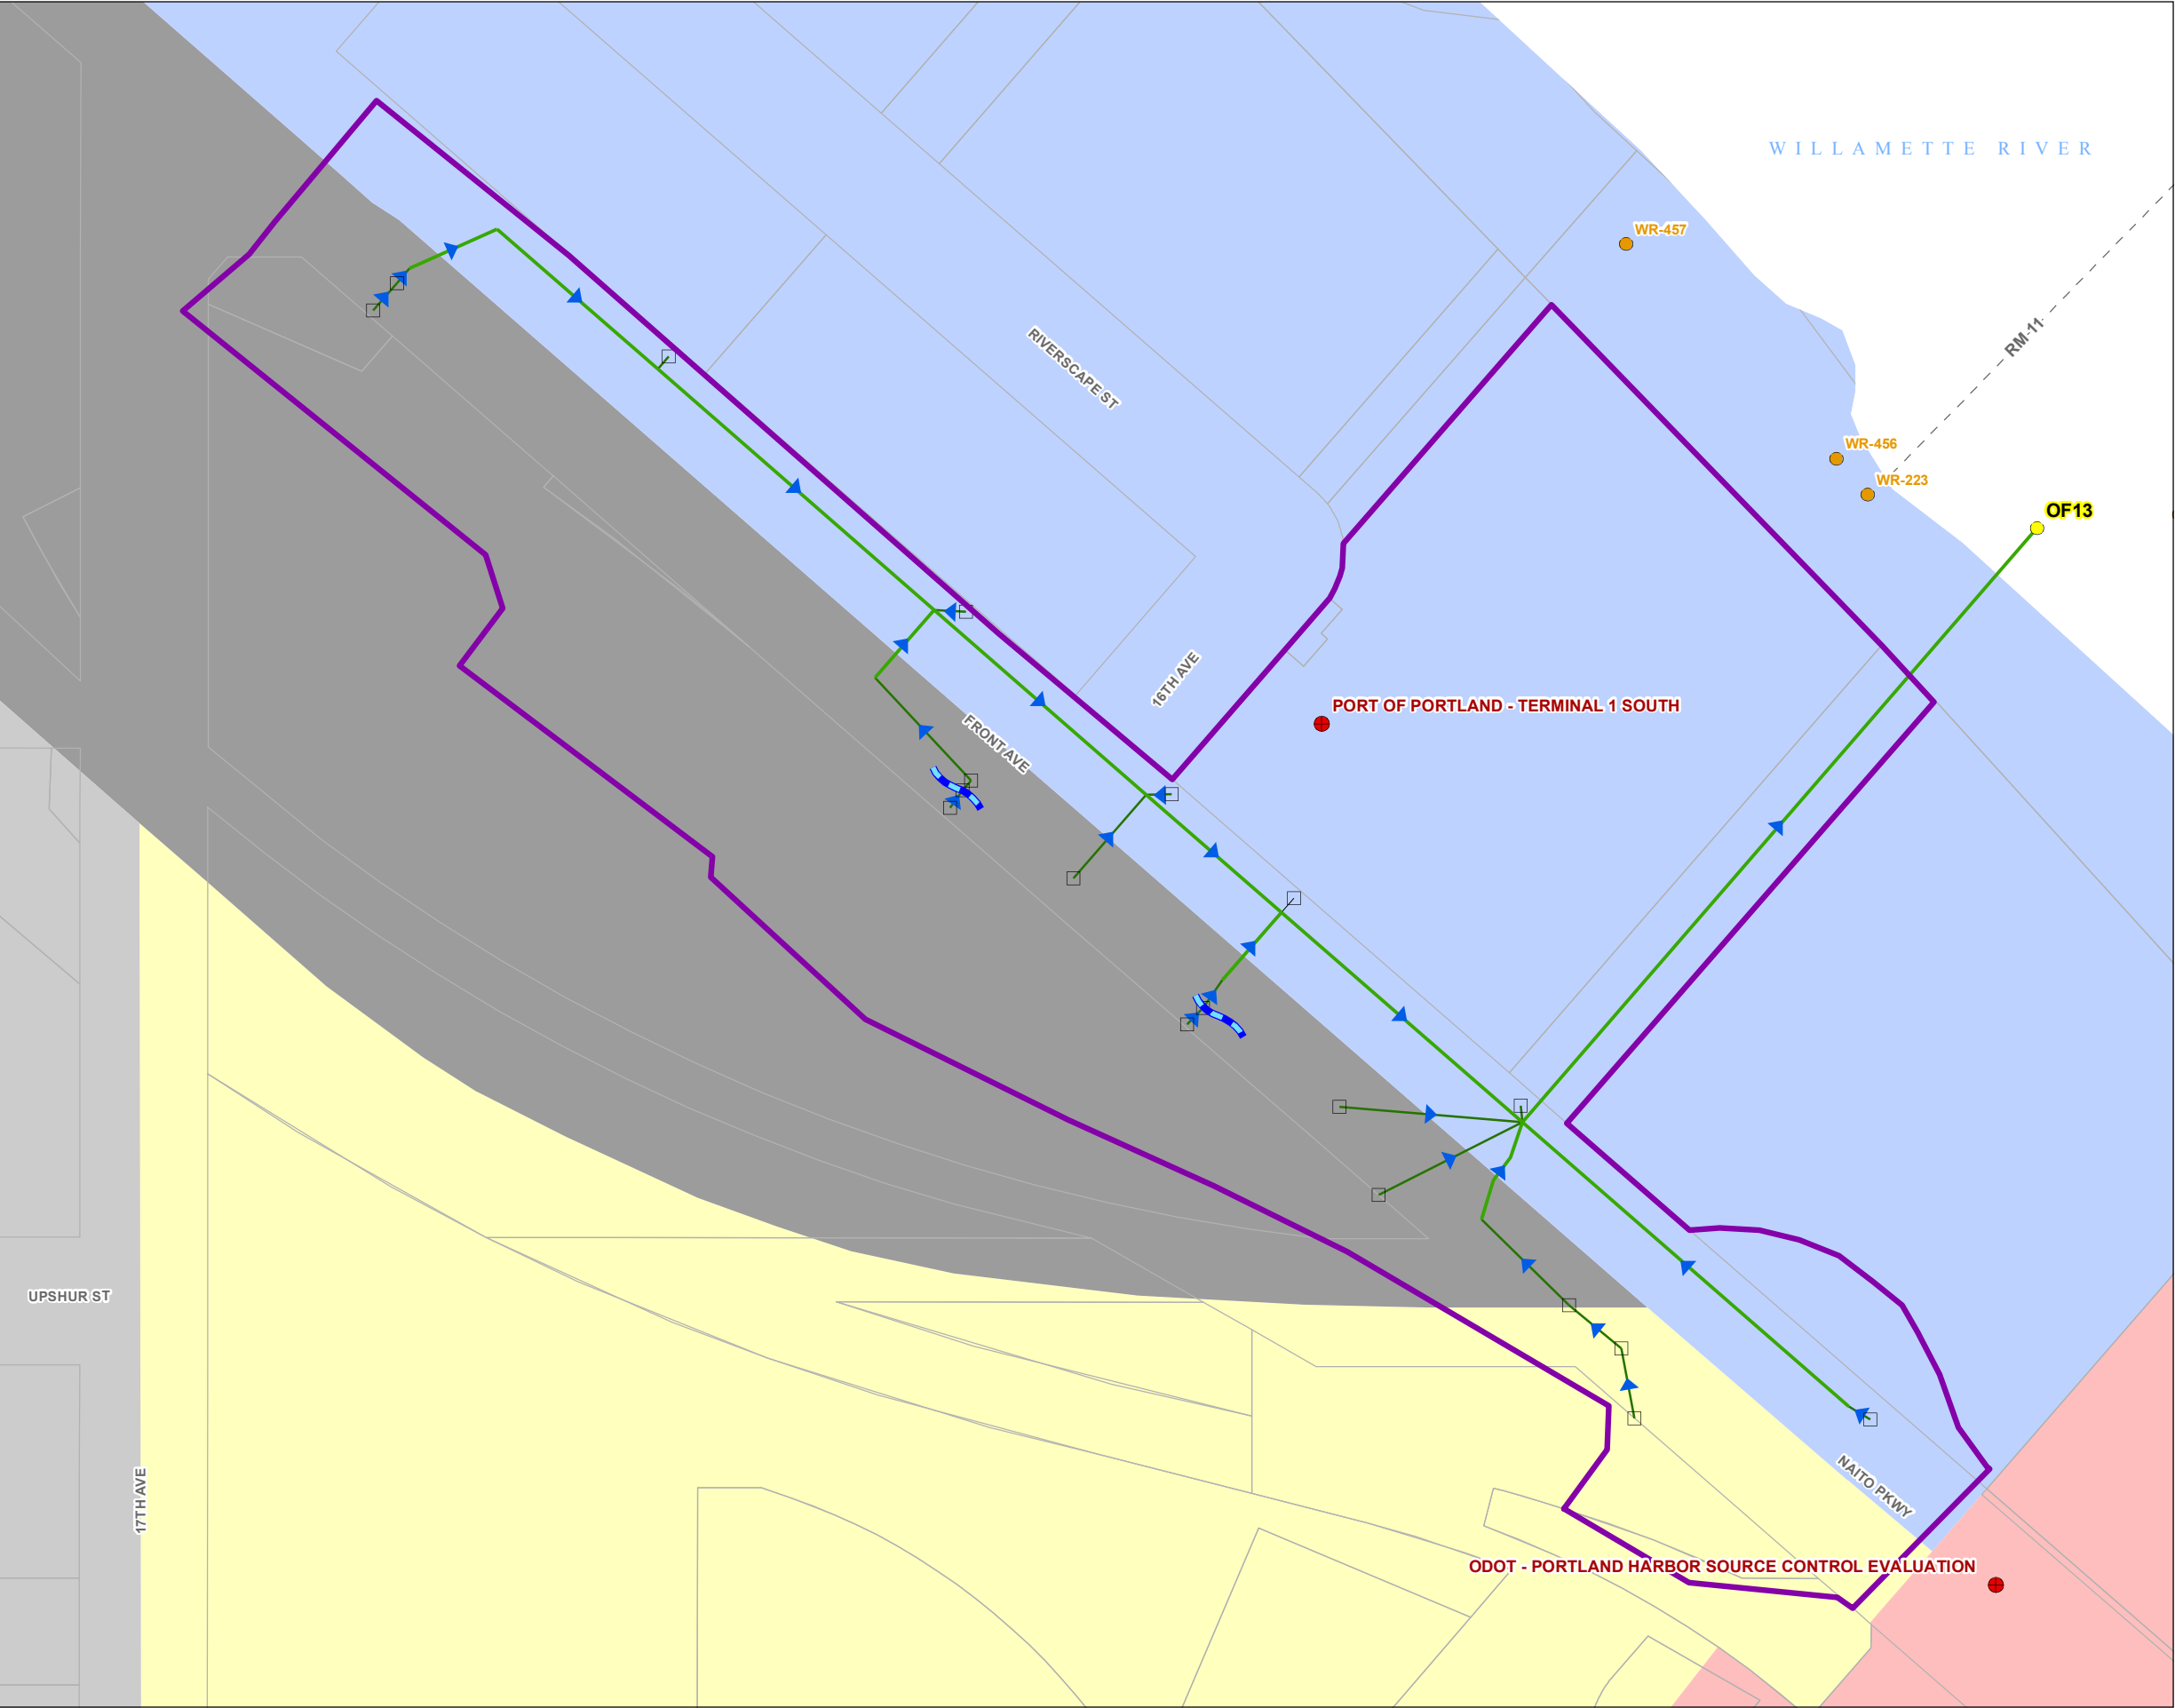 WILLAMETTE RIVER
WR-457
RM-11
RIVERSCAPE ST
WR-456
WR-223
OF13
16TH AVE
PORT OF PORTLAND - TERMINAL 1 SOUTH
FRONT AVE
UPSHUR ST
17TH AVE
NAITO PKWY
ODOT - PORTLAND HARBOR SOURCE CONTROL EVALUATION